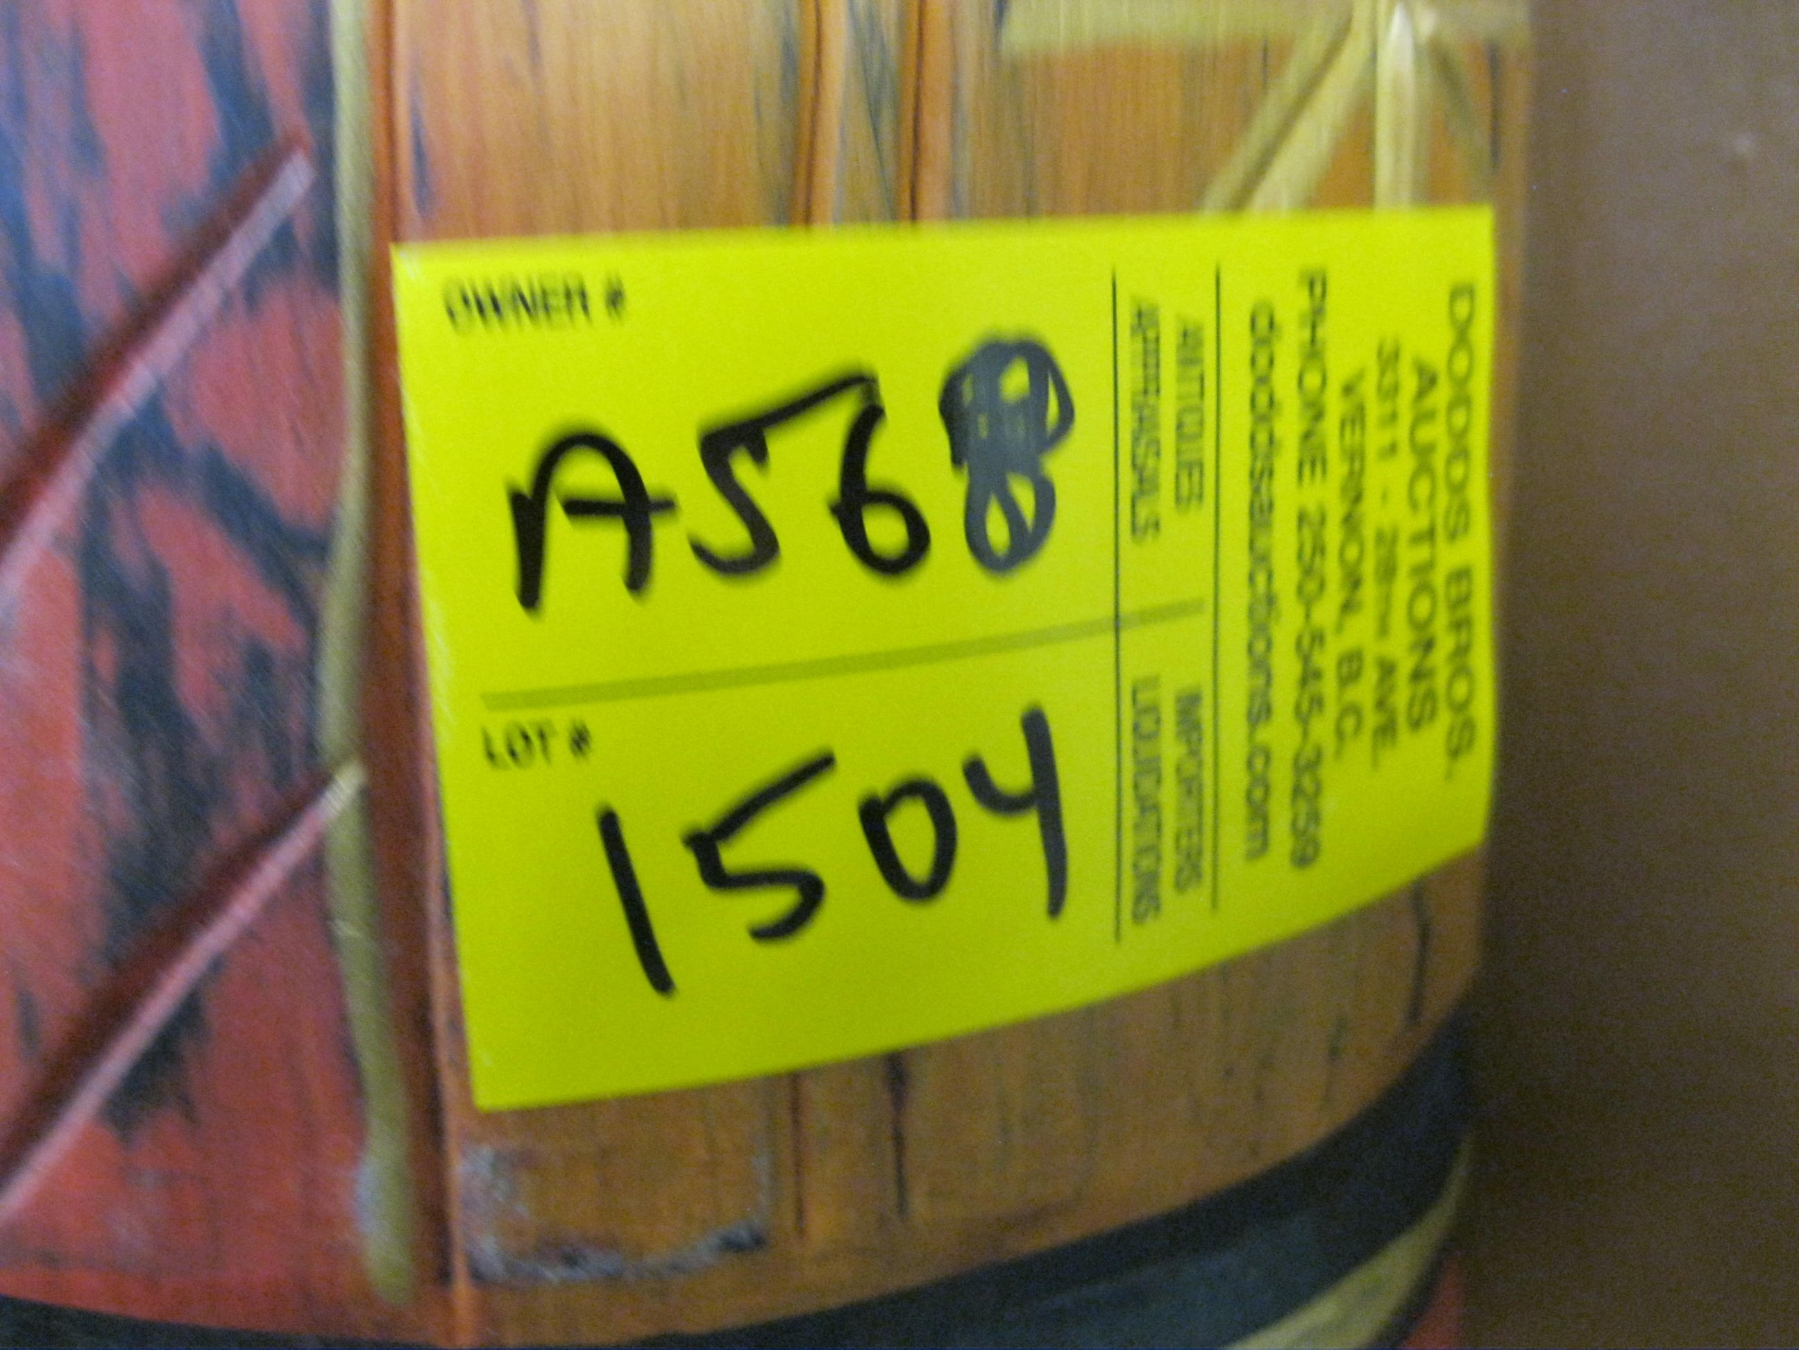 OWNER #
A568
LOT #
1504
ANTIQUES IMPORTERS
APPRAISALS LIQUIDATIONS
DODDS BROS.
AUCTIONS
3311 - 28TH AVE.
VERNON, B.C.
PHONE 250-545-3259
doddsauctions.com